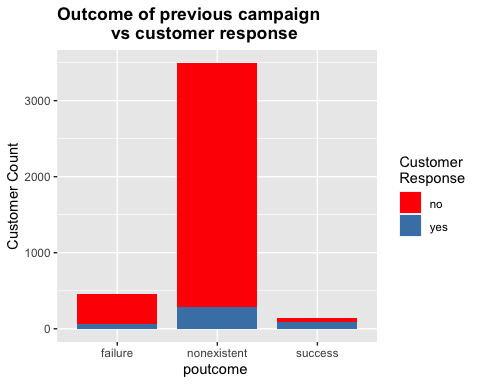 Outcome of previous campaign
vs customer response
Customer Count
3000
2000
1000
0
failure
nonexistent
success
poutcome
Customer
Response
no
yes